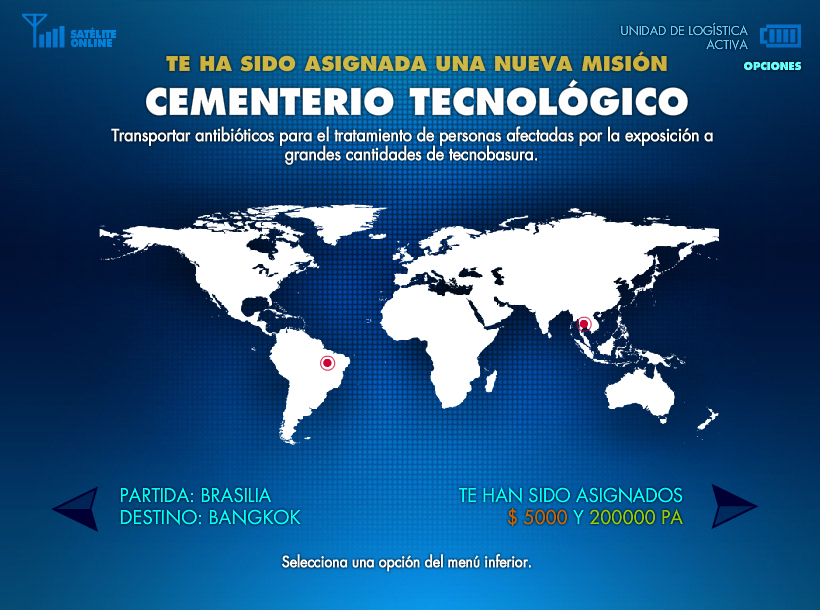 SATÉLITE
ONLINE
UNIDAD DE LOGÍSTICA
ACTIVA
OPCIONES
TE HA SIDO ASIGNADA UNA NUEVA MISIÓN
CEMENTERIO TECNOLÓGICO
Transportar antibióticos para el tratamiento de personas afectadas por la exposición a
grandes cantidades de tecnobasura.
PARTIDA: BRASILIA
DESTINO: BANGKOK
TE HAN SIDO ASIGNADOS
$ 5000 Y 200000 PA
Selecciona una opción del menú inferior.